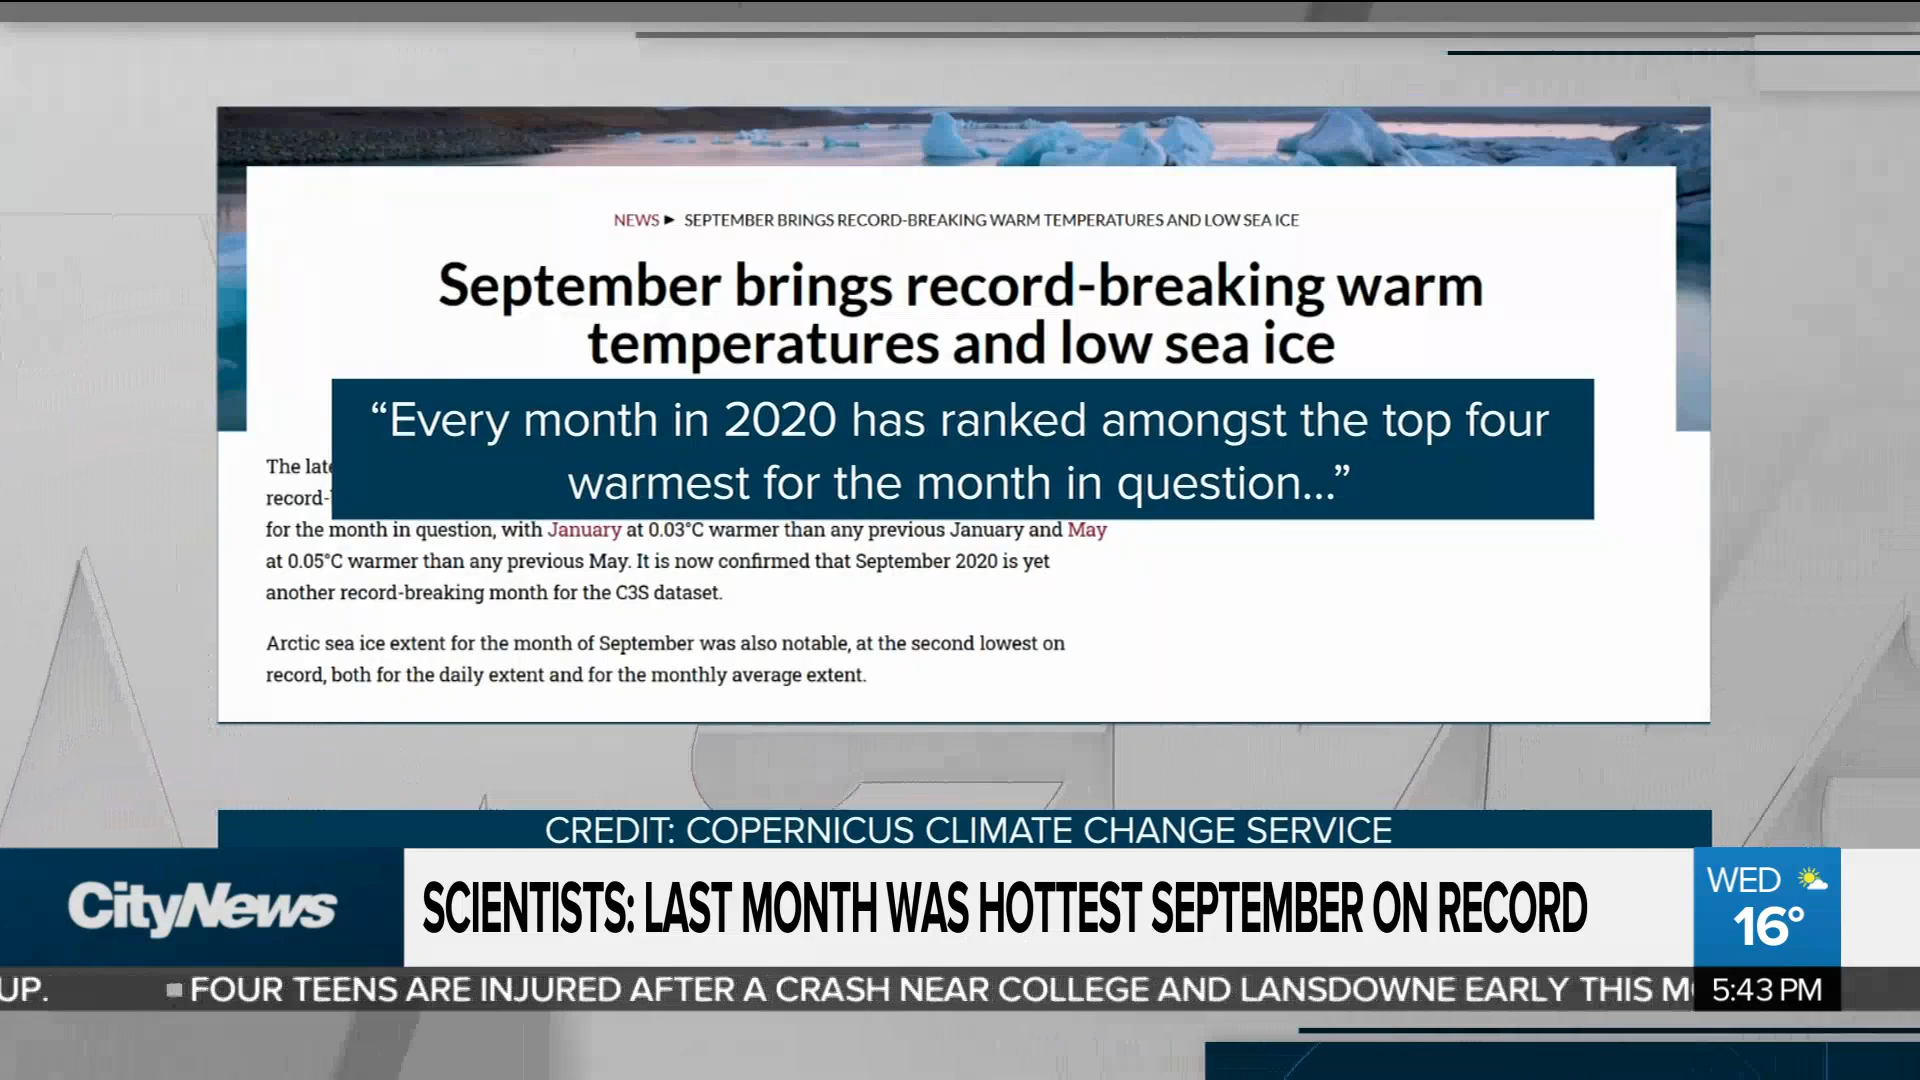 NEWS ► SEPTEMBER BRINGS RECORD-BREAKING WARM TEMPERATURES AND LOW SEA ICE
September brings record-breaking warm
temperatures and low sea ice
“Every month in 2020 has ranked amongst the top four
warmest for the month in question...”
The
record-
for the month in question, with January at 0.03°C warmer than any previous January and May
at 0.05°C warmer than any previous May. It is now confirmed that September 2020 is yet
another record-breaking month for the C3S dataset.
Arctic sea ice extent for the month of September was also notable, at the second lowest on
record, both for the daily extent and for the monthly average extent.
CREDIT: COPERNICUS CLIMATE CHANGE SERVICE
CityNews
SCIENTISTS: LAST MONTH WAS HOTTEST SEPTEMBER ON RECORD
WED
16°
UP. FOUR TEENS ARE INJURED AFTER A CRASH NEAR COLLEGE AND LANSDOWNE EARLY THIS
5:43 PM